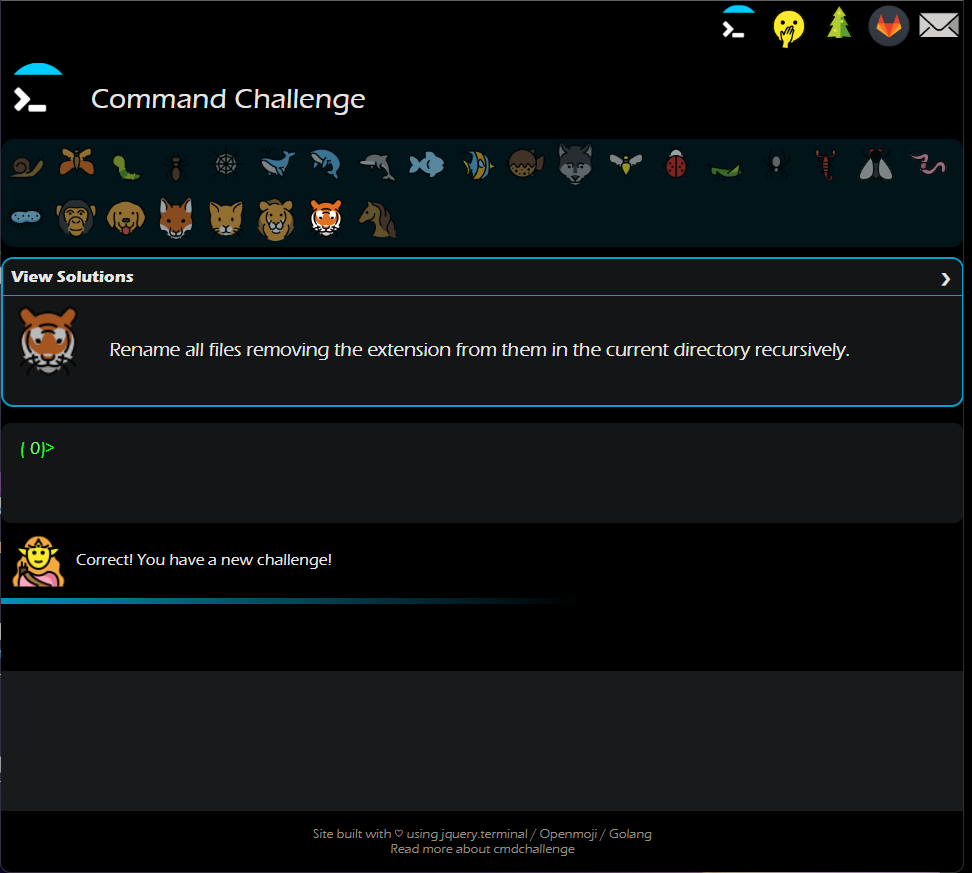 Command Challenge
View Solutions
Rename all files removing the extension from them in the current directory recursively.
( 0)>
Correct! You have a new challenge!
Site built with ♡ using jquery.terminal / Openmoji / Golang
Read more about cmdchallenge